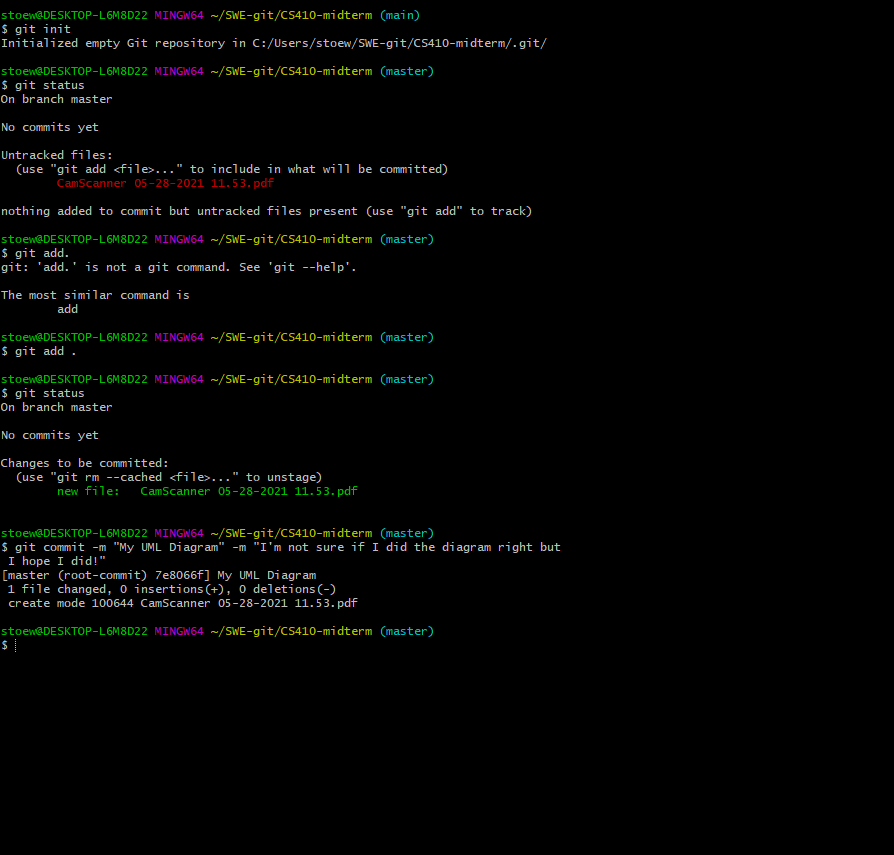 stoew@DESKTOP-L6M8D22 MINGW64 ~/SWE-git/CS410-midterm (main)
$ git init
Initialized empty Git repository in C:/Users/stoew/SWE-git/CS410-midterm/.git/
stoew@DESKTOP-L6M8D22 MINGW64 ~/SWE-git/CS410-midterm (master)
$ git status
On branch master
No commits yet
Untracked files:
  (use "git add <file>..." to include in what will be committed)
        CamScanner 05-28-2021 11.53.pdf
nothing added to commit but untracked files present (use "git add" to track)
stoew@DESKTOP-L6M8D22 MINGW64 ~/SWE-git/CS410-midterm (master)
$ git add.
git: 'add.' is not a git command. See 'git --help'.
The most similar command is
        add
stoew@DESKTOP-L6M8D22 MINGW64 ~/SWE-git/CS410-midterm (master)
$ git add .
stoew@DESKTOP-L6M8D22 MINGW64 ~/SWE-git/CS410-midterm (master)
$ git status
On branch master
No commits yet
Changes to be committed:
  (use "git rm --cached <file>..." to unstage)
        new file:   CamScanner 05-28-2021 11.53.pdf
stoew@DESKTOP-L6M8D22 MINGW64 ~/SWE-git/CS410-midterm (master)
$ git commit -m "My UML Diagram" -m "I'm not sure if I did the diagram right but
 I hope I did!"
[master (root-commit) 7e8066f] My UML Diagram
 1 file changed, 0 insertions(+), 0 deletions(-)
 create mode 100644 CamScanner 05-28-2021 11.53.pdf
stoew@DESKTOP-L6M8D22 MINGW64 ~/SWE-git/CS410-midterm (master)
$